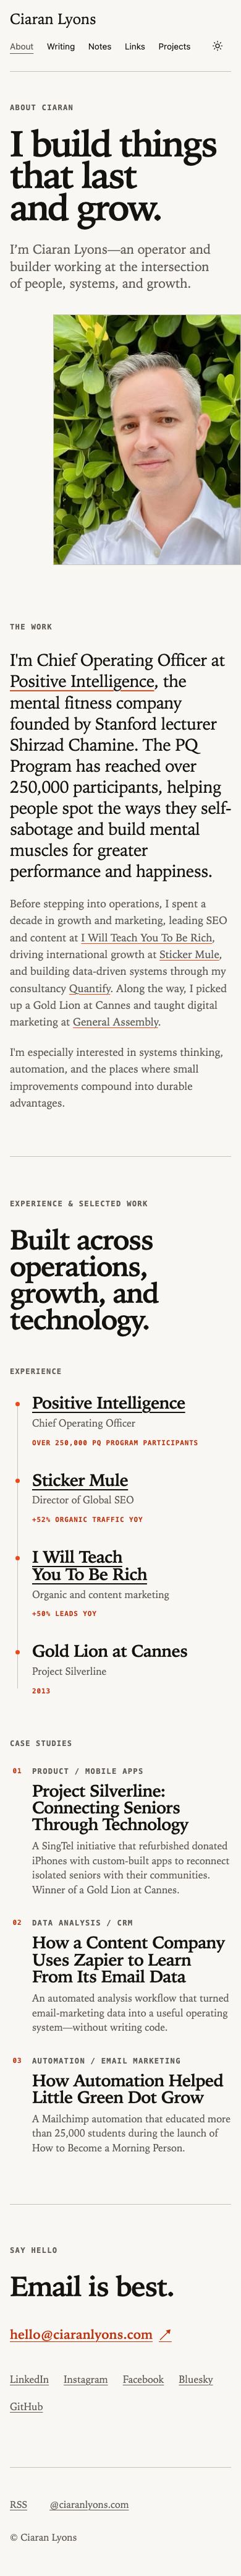 Ciaran Lyons
About Writing Notes Links Projects
ABOUT CIARAN
I build things
that last
and grow.
I’m Ciaran Lyons—an operator and
builder working at the intersection
of people, systems, and growth.
THE WORK
I'm Chief Operating Officer at
Positive Intelligence, the
mental fitness company
founded by Stanford lecturer
Shirzad Chamine. The PQ
Program has reached over
250,000 participants, helping
people spot the ways they self-
sabotage and build mental
muscles for greater
performance and happiness.
Before stepping into operations, I spent a
decade in growth and marketing, leading SEO
and content at I Will Teach You To Be Rich,
driving international growth at Sticker Mule,
and building data-driven systems through my
consultancy Quantify. Along the way, I picked
up a Gold Lion at Cannes and taught digital
marketing at General Assembly.
I'm especially interested in systems thinking,
automation, and the places where small
improvements compound into durable
advantages.
EXPERIENCE & SELECTED WORK
Built across
operations,
growth, and
technology.
EXPERIENCE
Positive Intelligence
Chief Operating Officer
OVER 250,000 PQ PROGRAM PARTICIPANTS
Sticker Mule
Director of Global SEO
+52% ORGANIC TRAFFIC YOY
I Will Teach
You To Be Rich
Organic and content marketing
+50% LEADS YOY
Gold Lion at Cannes
Project Silverline
2013
CASE STUDIES
01 PRODUCT / MOBILE APPS
Project Silverline:
Connecting Seniors
Through Technology
A SingTel initiative that refurbished donated
iPhones with custom-built apps to reconnect
isolated seniors with their communities.
Winner of a Gold Lion at Cannes.
02 DATA ANALYSIS / CRM
How a Content Company
Uses Zapier to Learn
From Its Email Data
An automated analysis workflow that turned
email-marketing data into a useful operating
system—without writing code.
03 AUTOMATION / EMAIL MARKETING
How Automation Helped
Little Green Dot Grow
A Mailchimp automation that educated more
than 25,000 students during the launch of
How to Become a Morning Person.
SAY HELLO
Email is best.
hello@ciaranlyons.com ↗
LinkedIn Instagram Facebook Bluesky
GitHub
RSS @ciaranlyons.com
© Ciaran Lyons